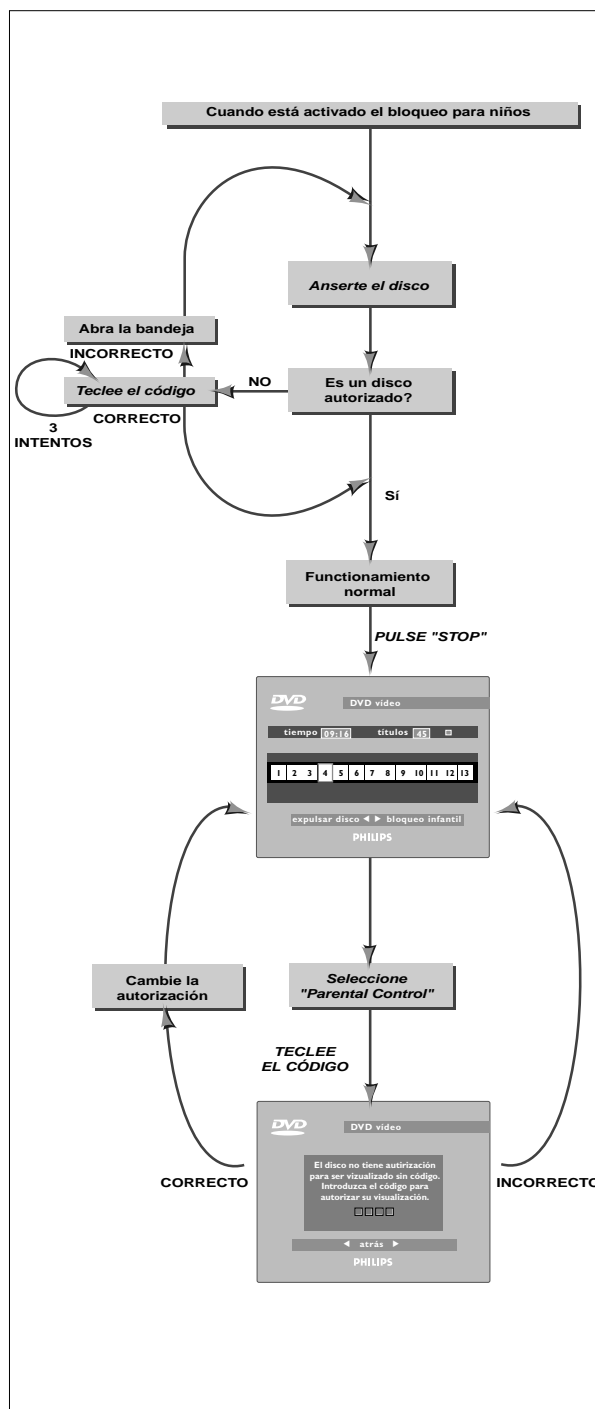 Cuando está activado el bloqueo para niños
Anserte el disco
Abra la bandeja
INCORRECTO
Teclee el código
NO
Es un disco
autorizado?
CORRECTO
3
INTENTOS
Sí
Functionamiento
normal
PULSE "STOP"
DVD
DVD vídeo
tiempo 09:16 títulos 45
1 2 3 4 5 6 7 8 9 10 11 12 13
expulsar disco ◀ ▶ bloqueo infantil
PHILIPS
Cambie la
autorización
Seleccione
"Parental Control"
TECLEE
EL CÓDIGO
DVD
DVD vídeo
El disco no tiene autirización
para ser vizualizado sin código.
Introduzca el código para
autorizar su visualización.
CORRECTO
INCORRECTO
◀ atrás ▶
PHILIPS